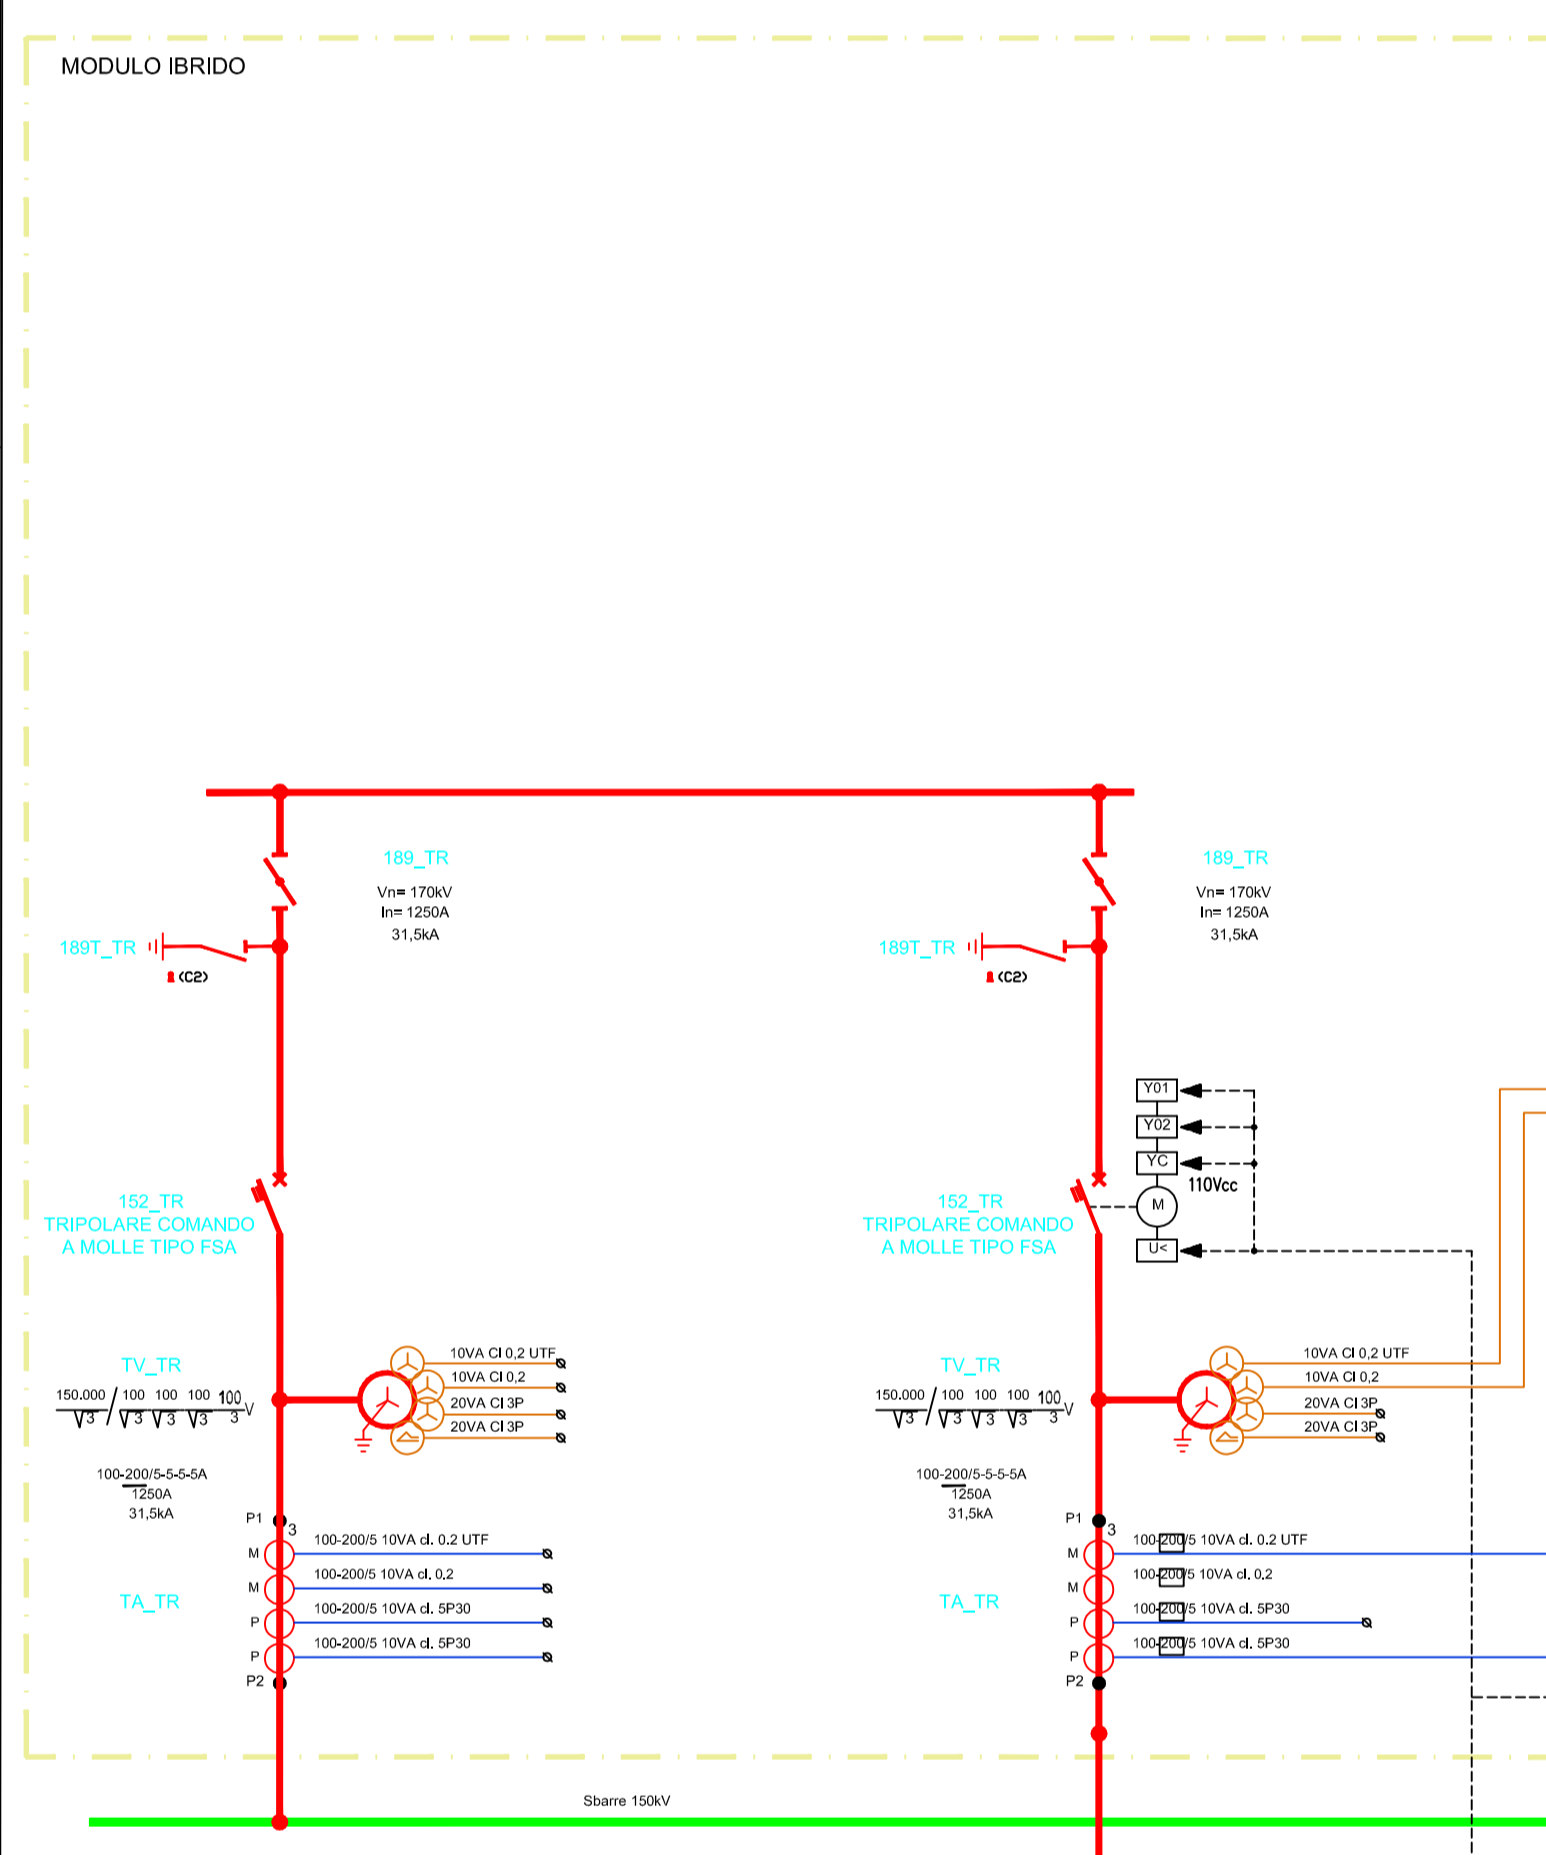 MODULO IBRIDO
189_TR
Vn= 170kV
In= 1250A
31,5kA
189T_TR
(C2)
152_TR
TRIPOLARE COMANDO
A MOLLE TIPO FSA
TV_TR
150.000/√3 / 100/√3 100/√3 100/√3 100/3 V
10VA Cl 0,2 UTF
10VA Cl 0,2
20VA Cl 3P
20VA Cl 3P
100-200/5-5-5-5A
1250A
31,5kA
P1
3
M
100-200/5 10VA cl. 0.2 UTF
M
100-200/5 10VA cl. 0.2
TA_TR
P
100-200/5 10VA cl. 5P30
P
100-200/5 10VA cl. 5P30
P2
189_TR
Vn= 170kV
In= 1250A
31,5kA
189T_TR
(C2)
Y01
Y02
YC
110Vcc
M
U<
152_TR
TRIPOLARE COMANDO
A MOLLE TIPO FSA
TV_TR
150.000/√3 / 100/√3 100/√3 100/√3 100/3 V
10VA Cl 0,2 UTF
10VA Cl 0,2
20VA Cl 3P
20VA Cl 3P
100-200/5-5-5-5A
1250A
31,5kA
P1
3
M
100-200/5 10VA cl. 0.2 UTF
M
100-200/5 10VA cl. 0.2
TA_TR
P
100-200/5 10VA cl. 5P30
P
100-200/5 10VA cl. 5P30
P2
Sbarre 150kV